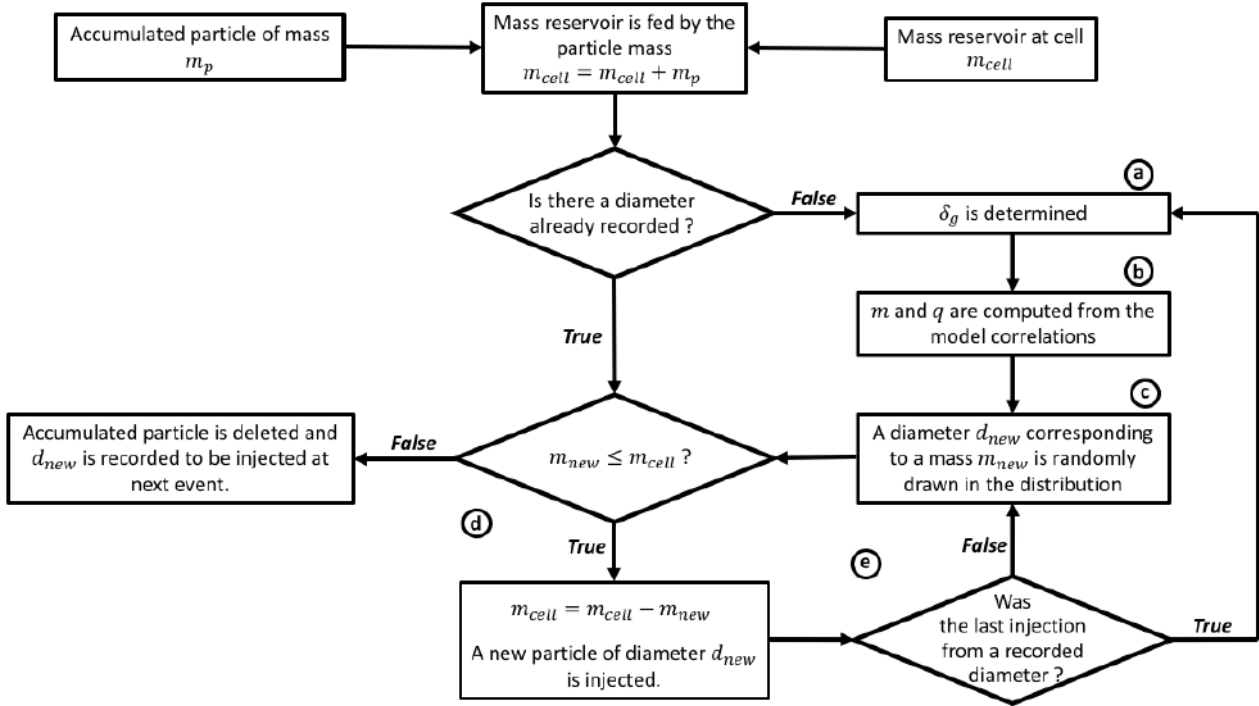 Accumulated particle of mass
m_p
Mass reservoir is fed by the
particle mass
m_cell = m_cell + m_p
Mass reservoir at cell
m_cell
Is there a diameter
already recorded ?
False
a
δ_g is determined
b
m and q are computed from the
model correlations
True
c
A diameter d_new corresponding
to a mass m_new is randomly
drawn in the distribution
m_new ≤ m_cell ?
False
Accumulated particle is deleted and
d_new is recorded to be injected at
next event.
d
True
m_cell = m_cell − m_new
A new particle of diameter d_new
is injected.
e
False
Was
the last injection
from a recorded
diameter ?
True